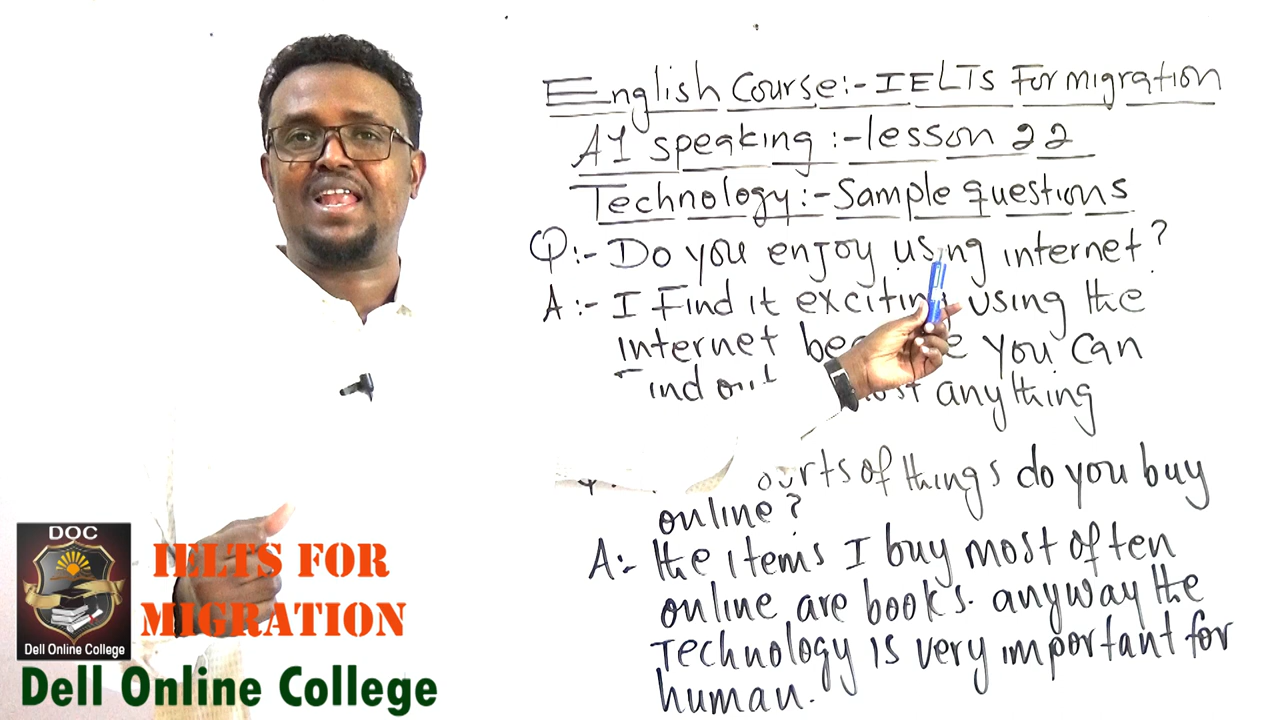 English Course:- IELTS For migration
A1 speaking :- lesson 22
Technology:- Sample questions
Q:- Do you enjoy using internet?
A:- I Find it exciting using the
internet you can
anything
of things do you buy
online?
A:- the items I buy most often
online are books. anyway the
Technology is very important for
human.
DOC
Dell Online College
IELTS FOR
MIGRATION
Dell Online College